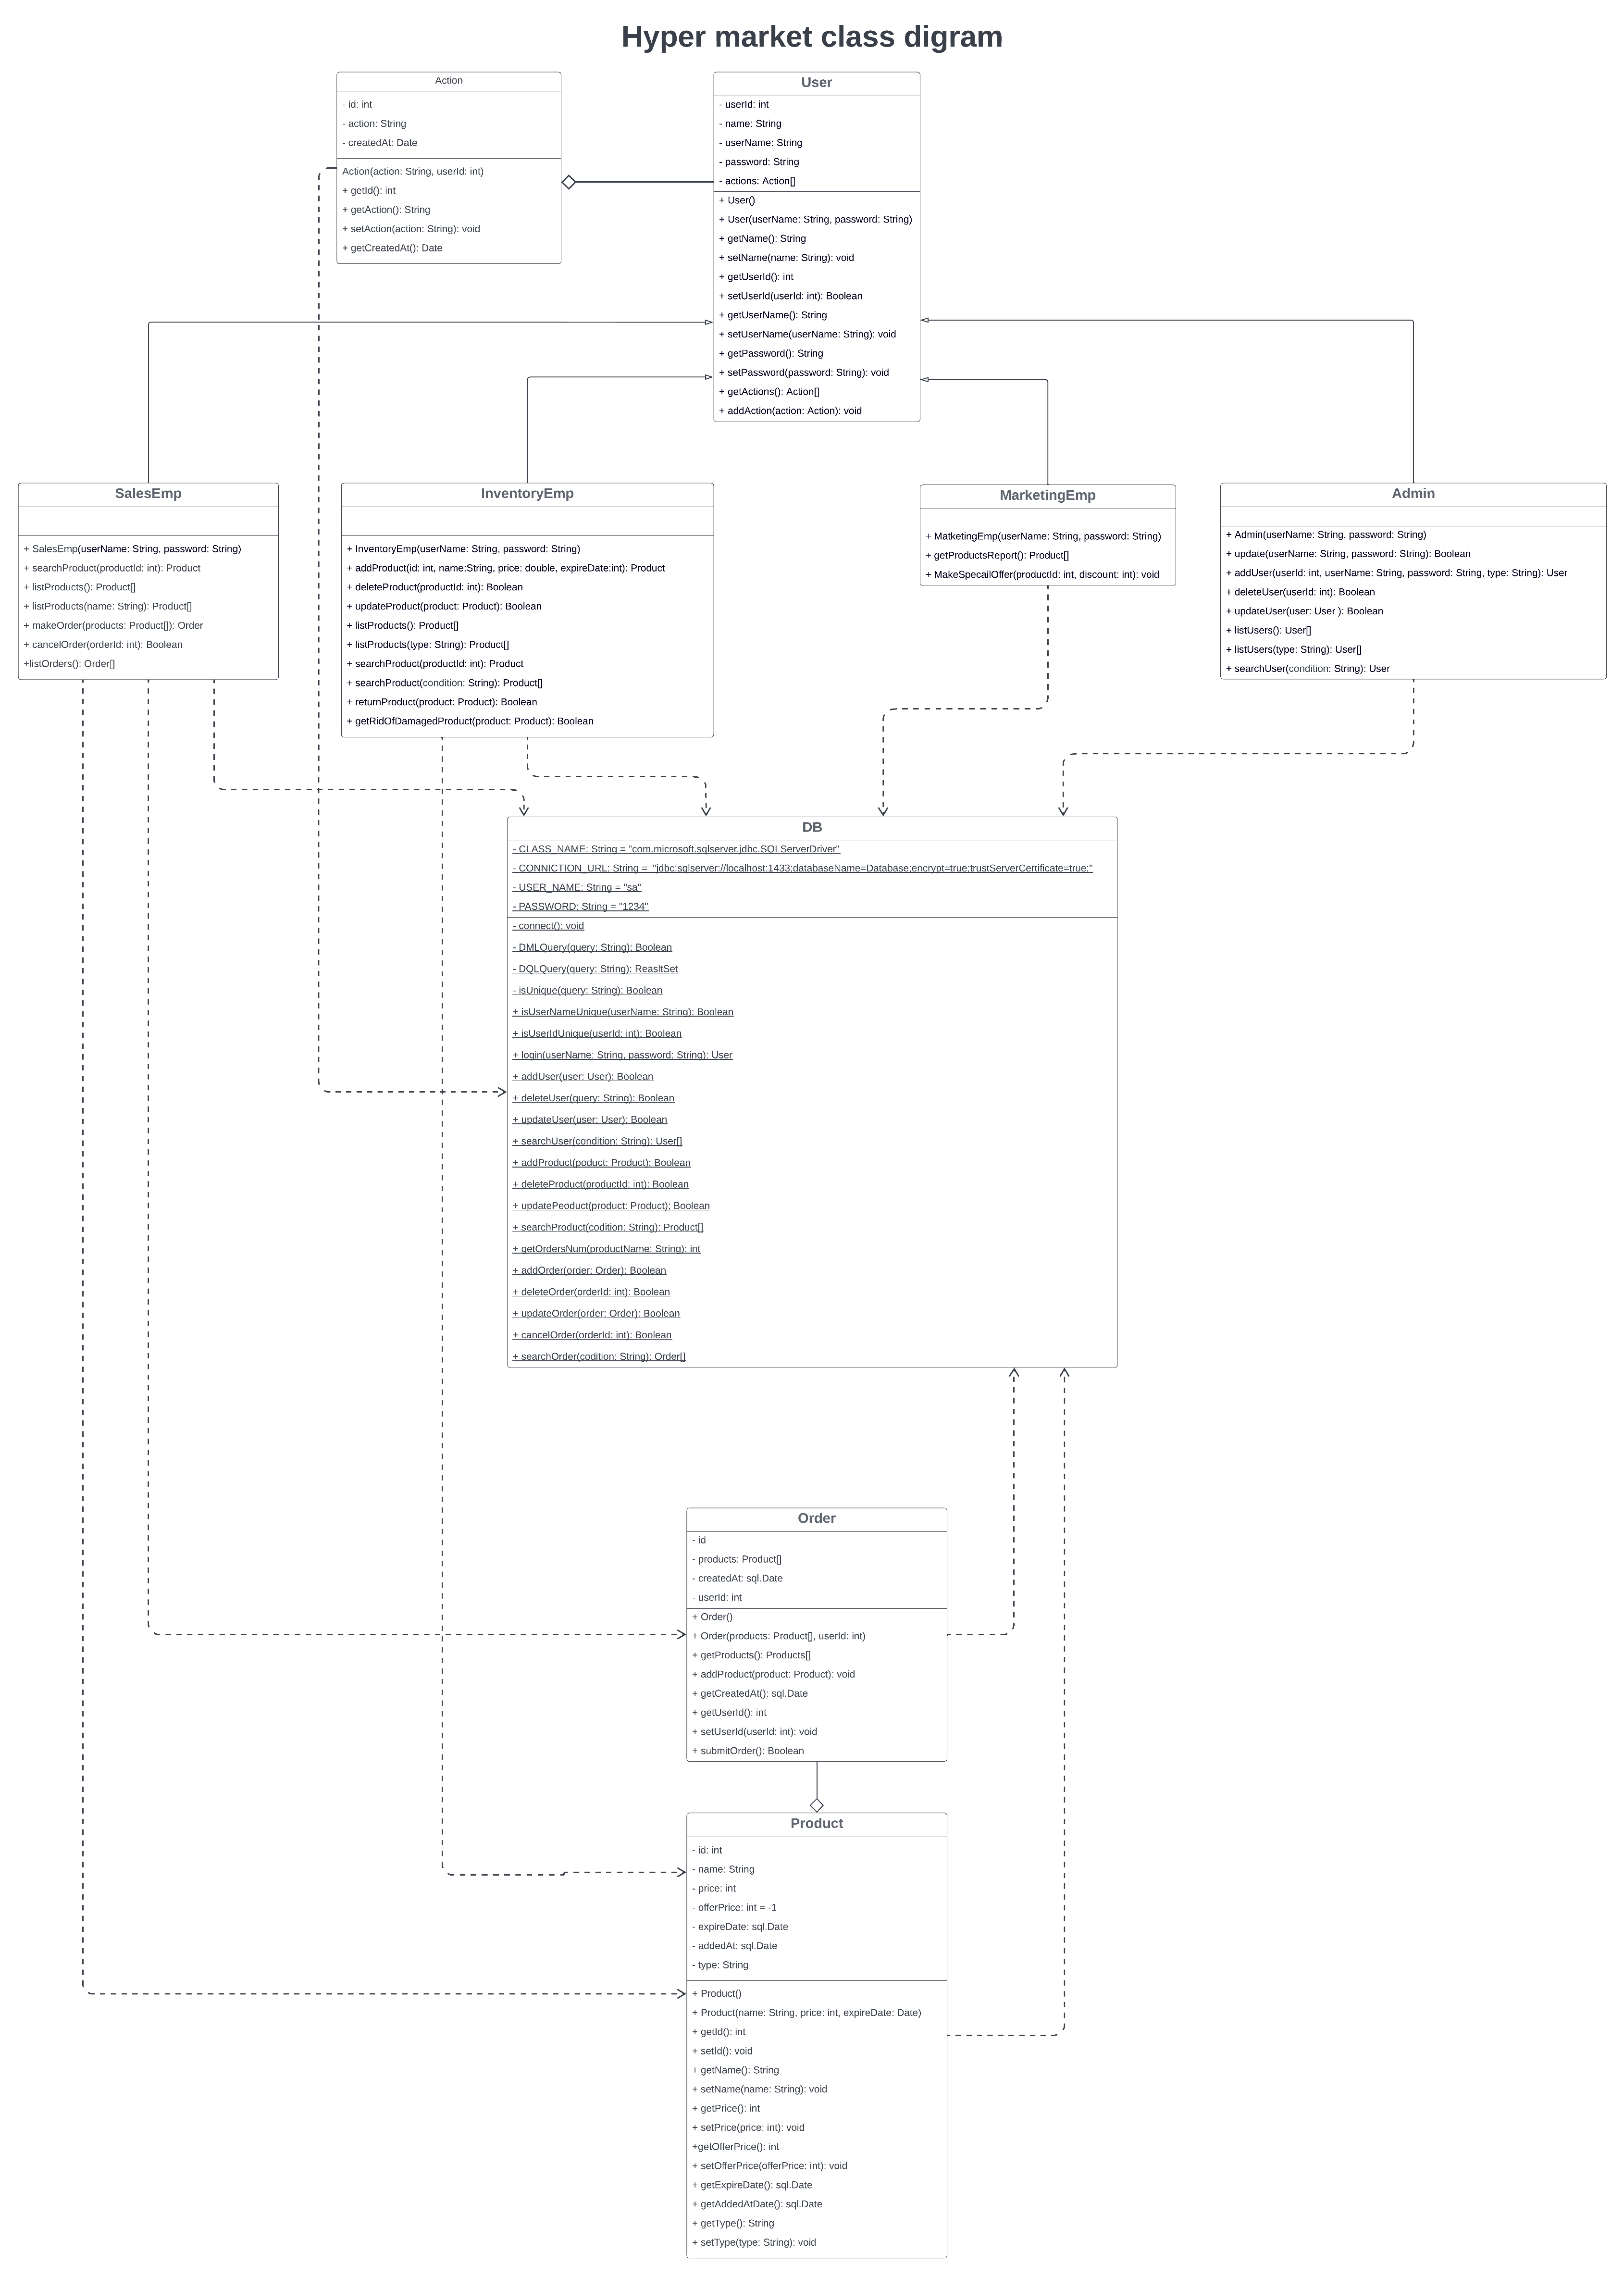 Hyper market class digram
Action
- id: int
- action: String
- createdAt: Date
Action(action: String, userId: int)
+ getId(): int
+ getAction(): String
+ setAction(action: String): void
+ getCreatedAt(): Date
User
- userId: int
- name: String
- userName: String
- password: String
- actions: Action[]
+ User()
+ User(userName: String, password: String)
+ getName(): String
+ setName(name: String): void
+ getUserId(): int
+ setUserId(userId: int): Boolean
+ getUserName(): String
+ setUserName(userName: String): void
+ getPassword(): String
+ setPassword(password: String): void
+ getActions(): Action[]
+ addAction(action: Action): void
SalesEmp
+ SalesEmp(userName: String, password: String)
+ searchProduct(productId: int): Product
+ listProducts(): Product[]
+ listProducts(name: String): Product[]
+ makeOrder(products: Product[]): Order
+ cancelOrder(orderId: int): Boolean
+listOrders(): Order[]
InventoryEmp
+ InventoryEmp(userName: String, password: String)
+ addProduct(id: int, name:String, price: double, expireDate:int): Product
+ deleteProduct(productId: int): Boolean
+ updateProduct(product: Product): Boolean
+ listProducts(): Product[]
+ listProducts(type: String): Product[]
+ searchProduct(productId: int): Product
+ searchProduct(condition: String): Product[]
+ returnProduct(product: Product): Boolean
+ getRidOfDamagedProduct(product: Product): Boolean
MarketingEmp
+ MatketingEmp(userName: String, password: String)
+ getProductsReport(): Product[]
+ MakeSpecailOffer(productId: int, discount: int): void
Admin
+ Admin(userName: String, password: String)
+ update(userName: String, password: String): Boolean
+ addUser(userId: int, userName: String, password: String, type: String): User
+ deleteUser(userId: int): Boolean
+ updateUser(user: User ): Boolean
+ listUsers(): User[]
+ listUsers(type: String): User[]
+ searchUser(condition: String): User
DB
- CLASS_NAME: String = "com.microsoft.sqlserver.jdbc.SQLServerDriver"
- CONNICTION_URL: String =  "jdbc:sqlserver://localhost:1433;databaseName=Database;encrypt=true;trustServerCertificate=true;"
- USER_NAME: String = "sa"
- PASSWORD: String = "1234"
- connect(): void
- DMLQuery(query: String): Boolean
- DQLQuery(query: String): ReasltSet
- isUnique(query: String): Boolean
+ isUserNameUnique(userName: String): Boolean
+ isUserIdUnique(userId: int): Boolean
+ login(userName: String, password: String): User
+ addUser(user: User): Boolean
+ deleteUser(query: String): Boolean
+ updateUser(user: User): Boolean
+ searchUser(condition: String): User[]
+ addProduct(poduct: Product): Boolean
+ deleteProduct(productId: int): Boolean
+ updatePeoduct(product: Product): Boolean
+ searchProduct(codition: String): Product[]
+ getOrdersNum(productName: String): int
+ addOrder(order: Order): Boolean
+ deleteOrder(orderId: int): Boolean
+ updateOrder(order: Order): Boolean
+ cancelOrder(orderId: int): Boolean
+ searchOrder(codition: String): Order[]
Order
- id
- products: Product[]
- createdAt: sql.Date
- userId: int
+ Order()
+ Order(products: Product[], userId: int)
+ getProducts(): Products[]
+ addProduct(product: Product): void
+ getCreatedAt(): sql.Date
+ getUserId(): int
+ setUserId(userId: int): void
+ submitOrder(): Boolean
Product
- id: int
- name: String
- price: int
- offerPrice: int = -1
- expireDate: sql.Date
- addedAt: sql.Date
- type: String
+ Product()
+ Product(name: String, price: int, expireDate: Date)
+ getId(): int
+ setId(): void
+ getName(): String
+ setName(name: String): void
+ getPrice(): int
+ setPrice(price: int): void
+getOfferPrice(): int
+ setOfferPrice(offerPrice: int): void
+ getExpireDate(): sql.Date
+ getAddedAtDate(): sql.Date
+ getType(): String
+ setType(type: String): void